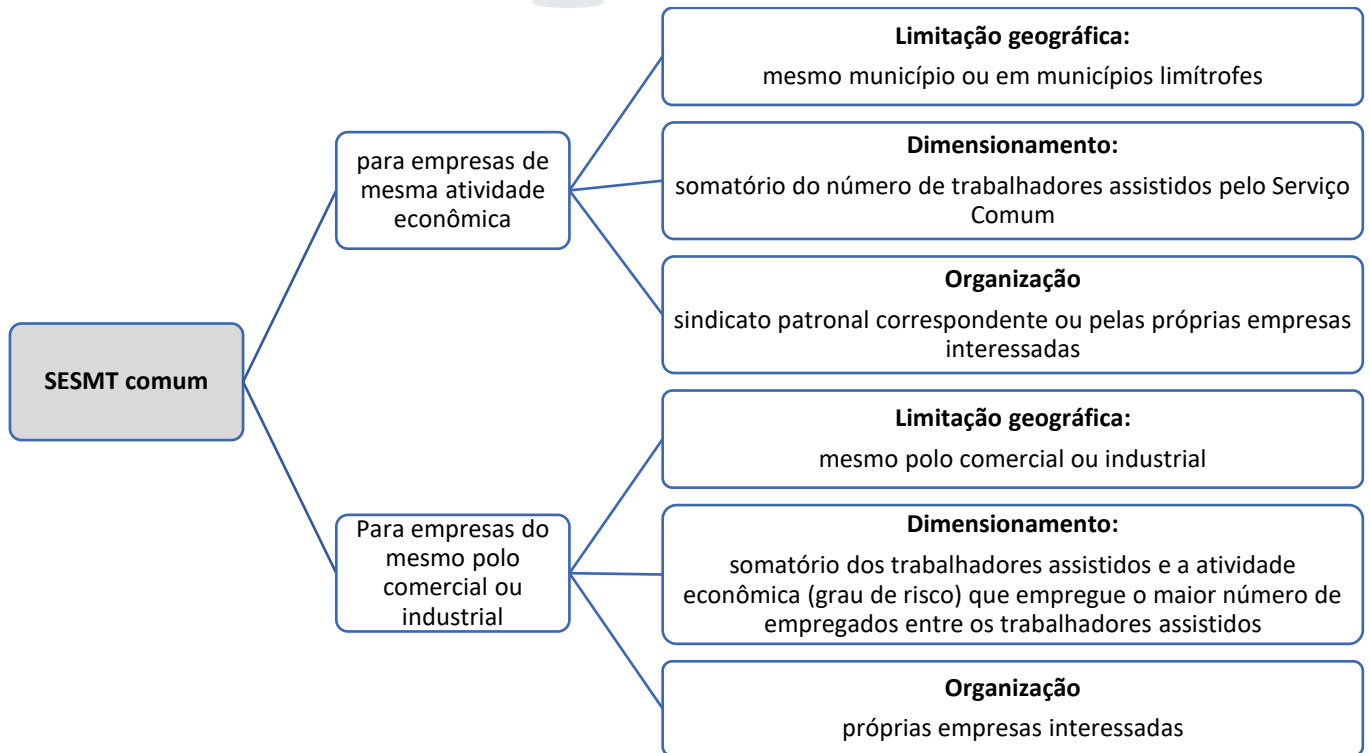 SESMT comum
para empresas de
mesma atividade
econômica
Limitação geográfica:
mesmo município ou em municípios limítrofes
Dimensionamento:
somatório do número de trabalhadores assistidos pelo Serviço
Comum
Organização
sindicato patronal correspondente ou pelas próprias empresas
interessadas
Para empresas do
mesmo polo
comercial ou
industrial
Limitação geográfica:
mesmo polo comercial ou industrial
Dimensionamento:
somatório dos trabalhadores assistidos e a atividade
econômica (grau de risco) que empregue o maior número de
empregados entre os trabalhadores assistidos
Organização
próprias empresas interessadas